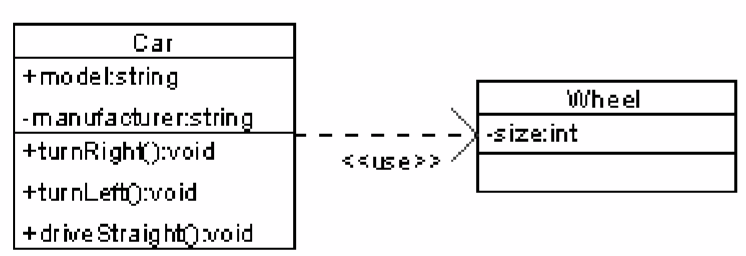 Car
+model:string
-manufacturer:string
+turnRight():void
+turnLeft():void
+driveStraight():void
<<use>>
Wheel
-size:int